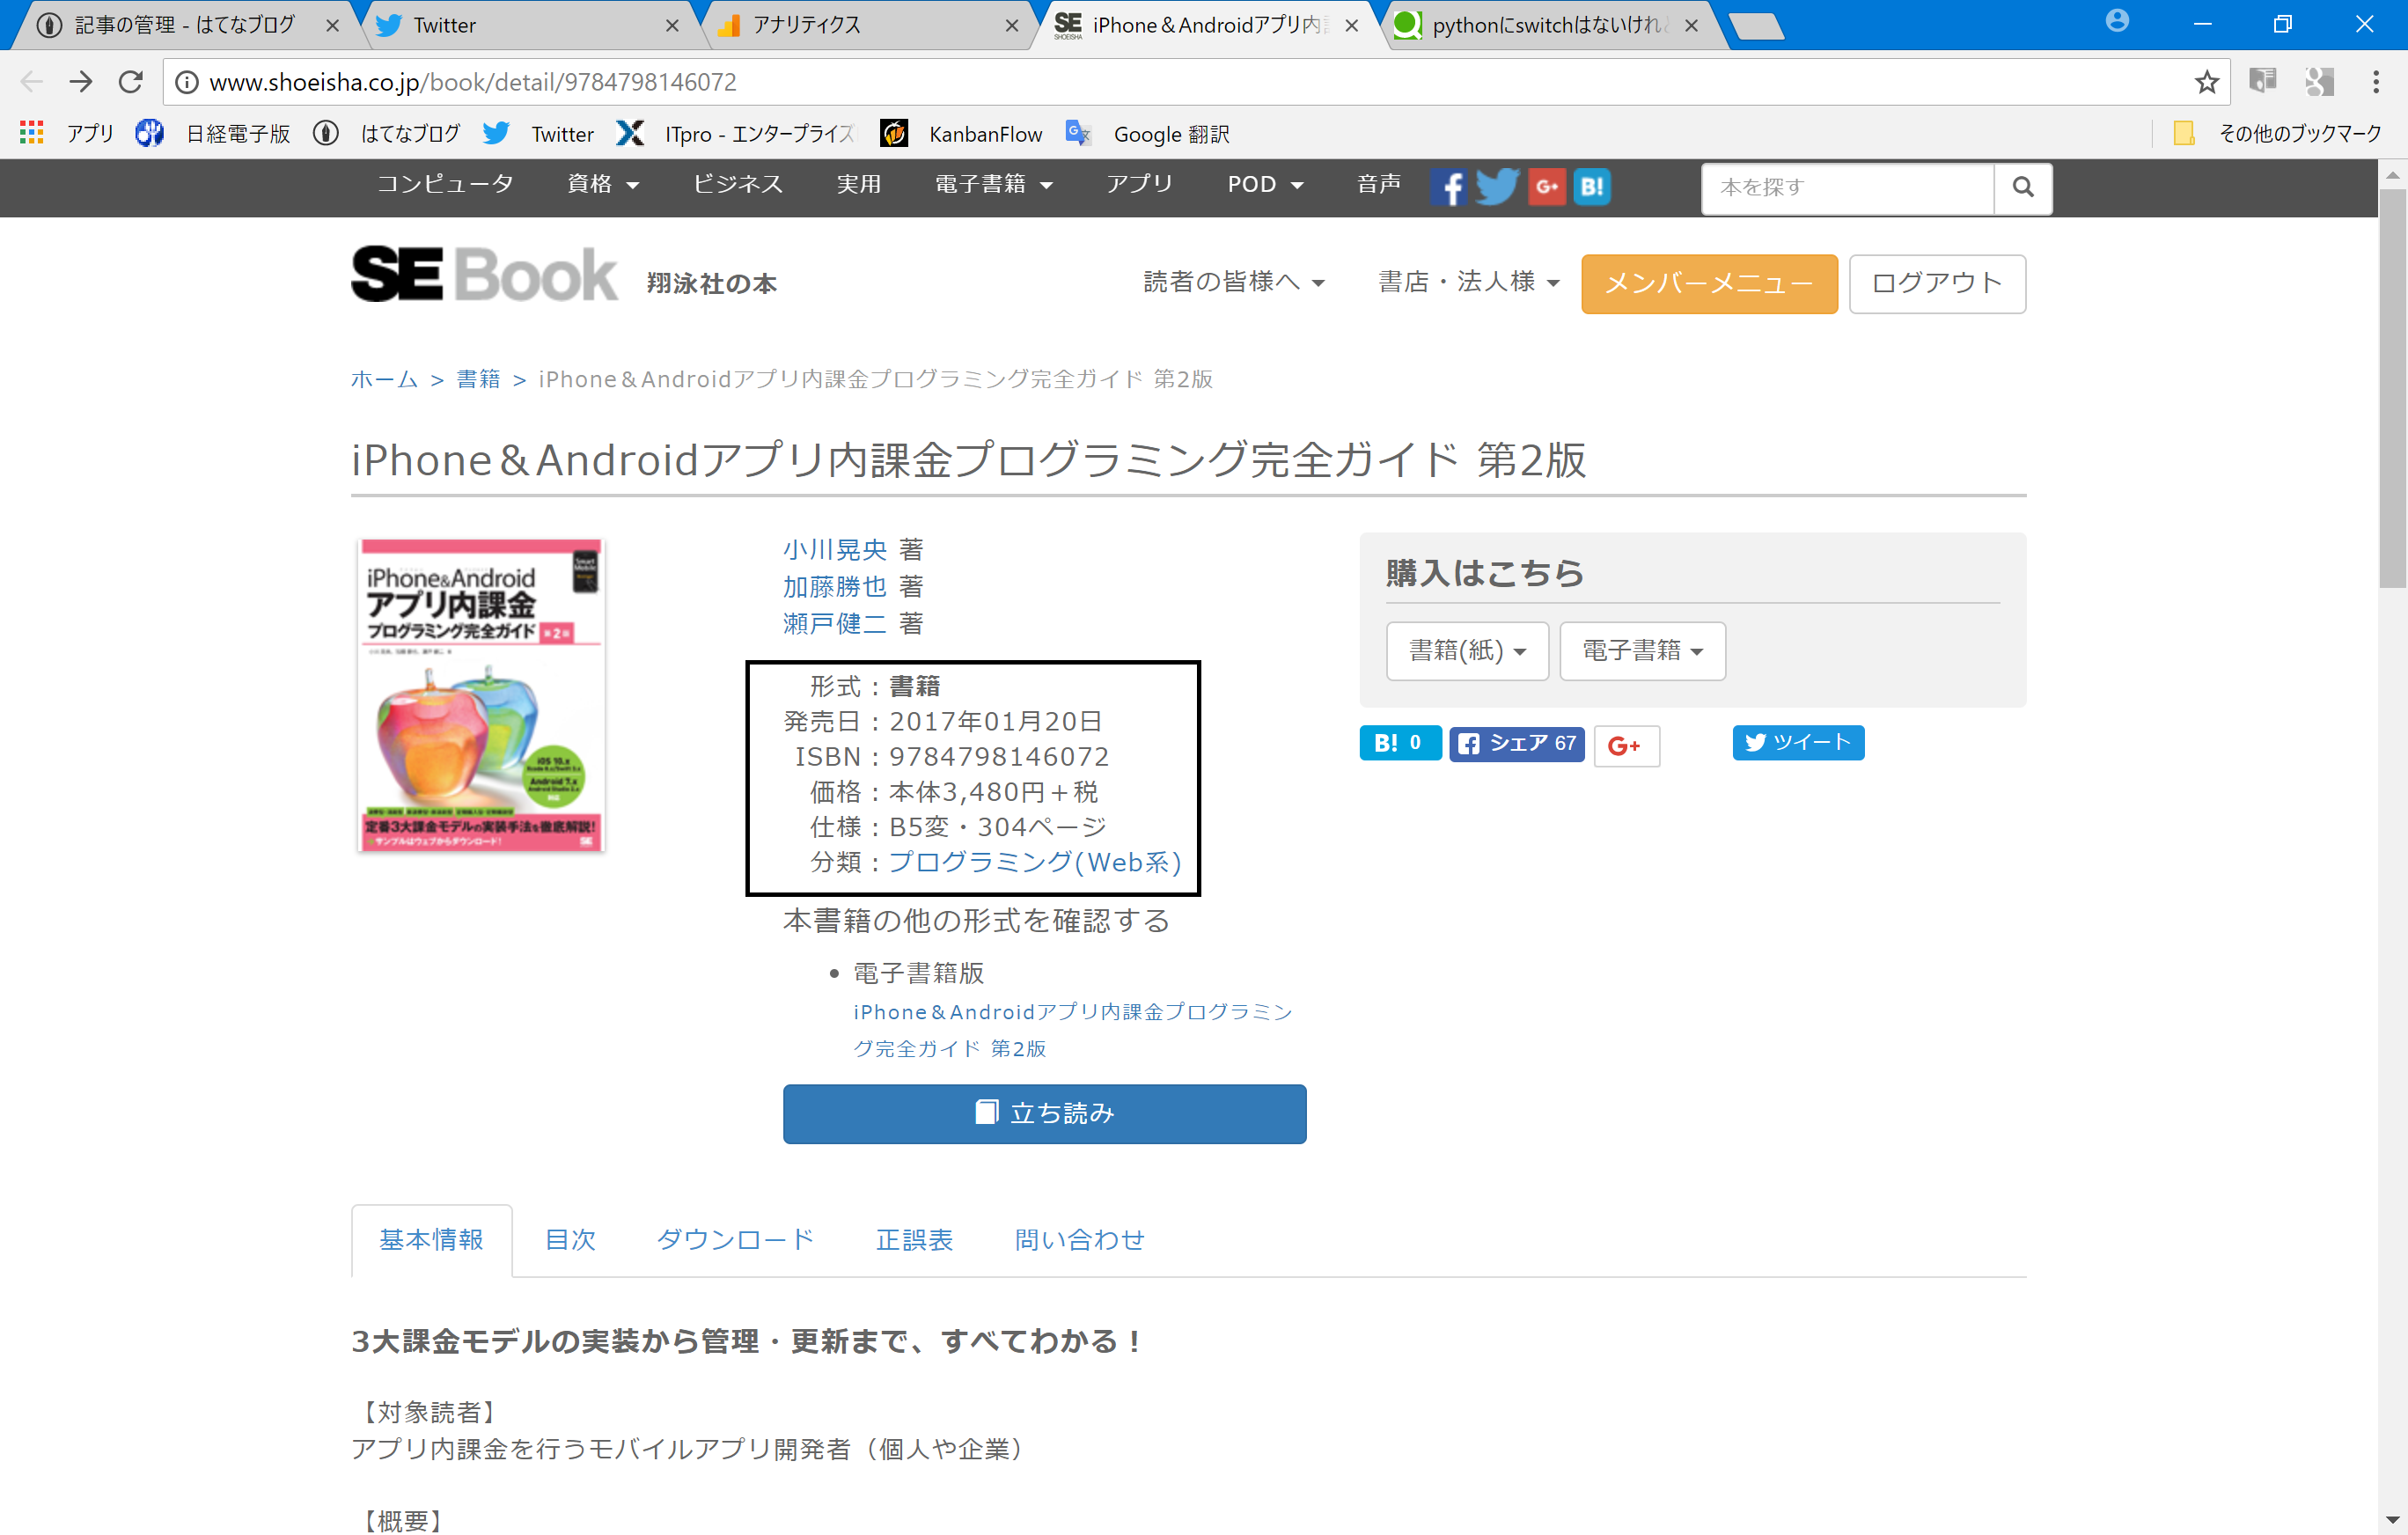 記事の管理 - はてなブログ
Twitter
アナリティクス
iPhone＆Androidアプリ内
pythonにswitchはないけれ
www.shoeisha.co.jp/book/detail/9784798146072
アプリ 日経電子版 はてなブログ Twitter ITpro - エンタープライズ KanbanFlow Google 翻訳 その他のブックマーク
コンピュータ 資格 ビジネス 実用 電子書籍 アプリ POD 音声 本を探す
SE Book 翔泳社の本
読者の皆様へ 書店・法人様 メンバーメニュー ログアウト
ホーム > 書籍 > iPhone＆Androidアプリ内課金プログラミング完全ガイド 第2版
iPhone＆Androidアプリ内課金プログラミング完全ガイド 第2版
iPhone&Android
アプリ内課金
プログラミング完全ガイド 第2版
iOS 10.x
Android 7.x
定番3大課金モデルの実装手法を徹底解説!
サンプルはウェブからダウンロード!
小川晃央 著
加藤勝也 著
瀬戸健二 著
形式：書籍
発売日：2017年01月20日
ISBN：9784798146072
価格：本体3,480円＋税
仕様：B5変・304ページ
分類：プログラミング(Web系)
本書籍の他の形式を確認する
電子書籍版
iPhone＆Androidアプリ内課金プログラミン
グ完全ガイド 第2版
立ち読み
購入はこちら
書籍(紙) 電子書籍
B! 0 シェア 67 G+ ツイート
基本情報 目次 ダウンロード 正誤表 問い合わせ
3大課金モデルの実装から管理・更新まで、すべてわかる！
【対象読者】
アプリ内課金を行うモバイルアプリ開発者（個人や企業）
【概要】